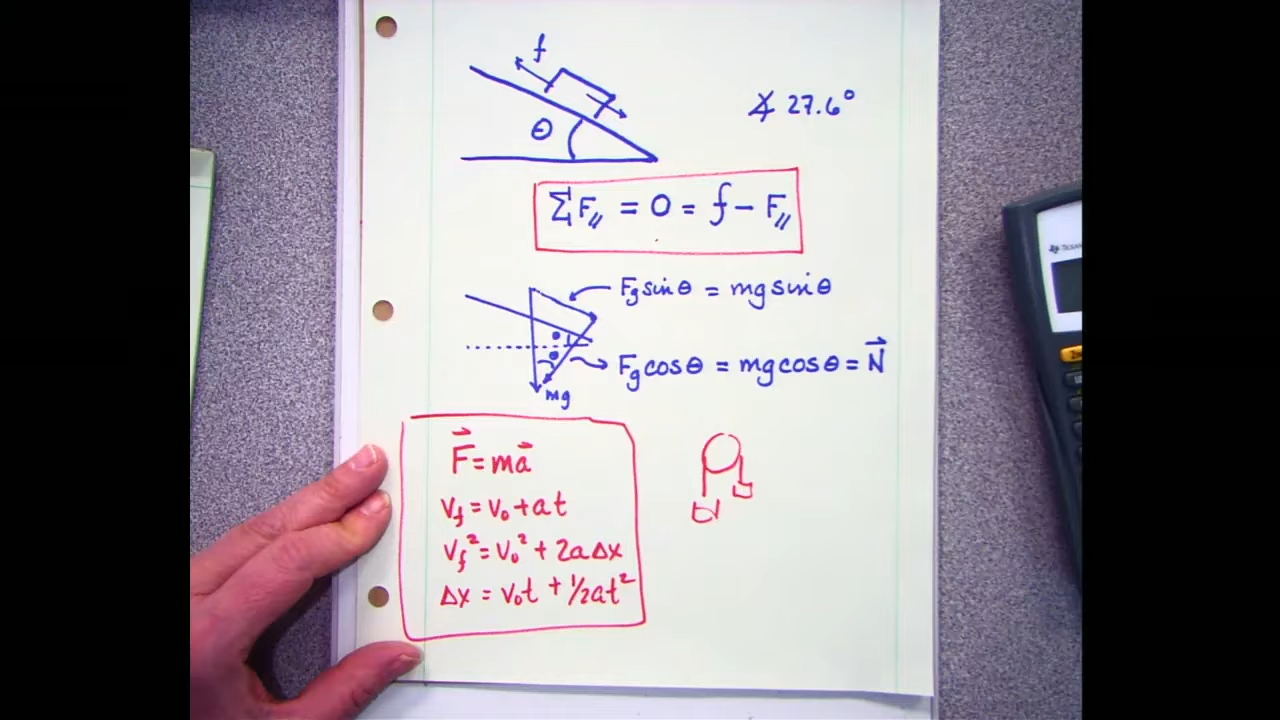 f
∡ 27.6°
θ
ΣF∥ = 0 = f − F∥
Fg sinθ = mg sinθ
θ
θ
Fg cosθ = mg cosθ = N⃗
mg
F⃗ = ma⃗
Vf = V₀ + at
Vf² = V₀² + 2aΔx
Δx = V₀t + ½at²